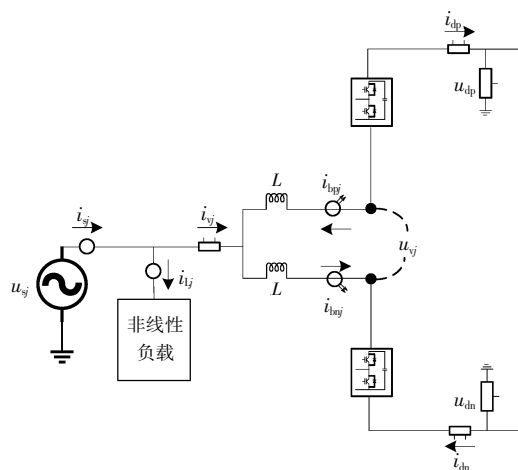 i_dp
u_dp
L
i_bpj
i_sj
i_vj
u_vj
i_Lj
L
u_sj
i_bnj
非线性
负载
u_dn
i_dn